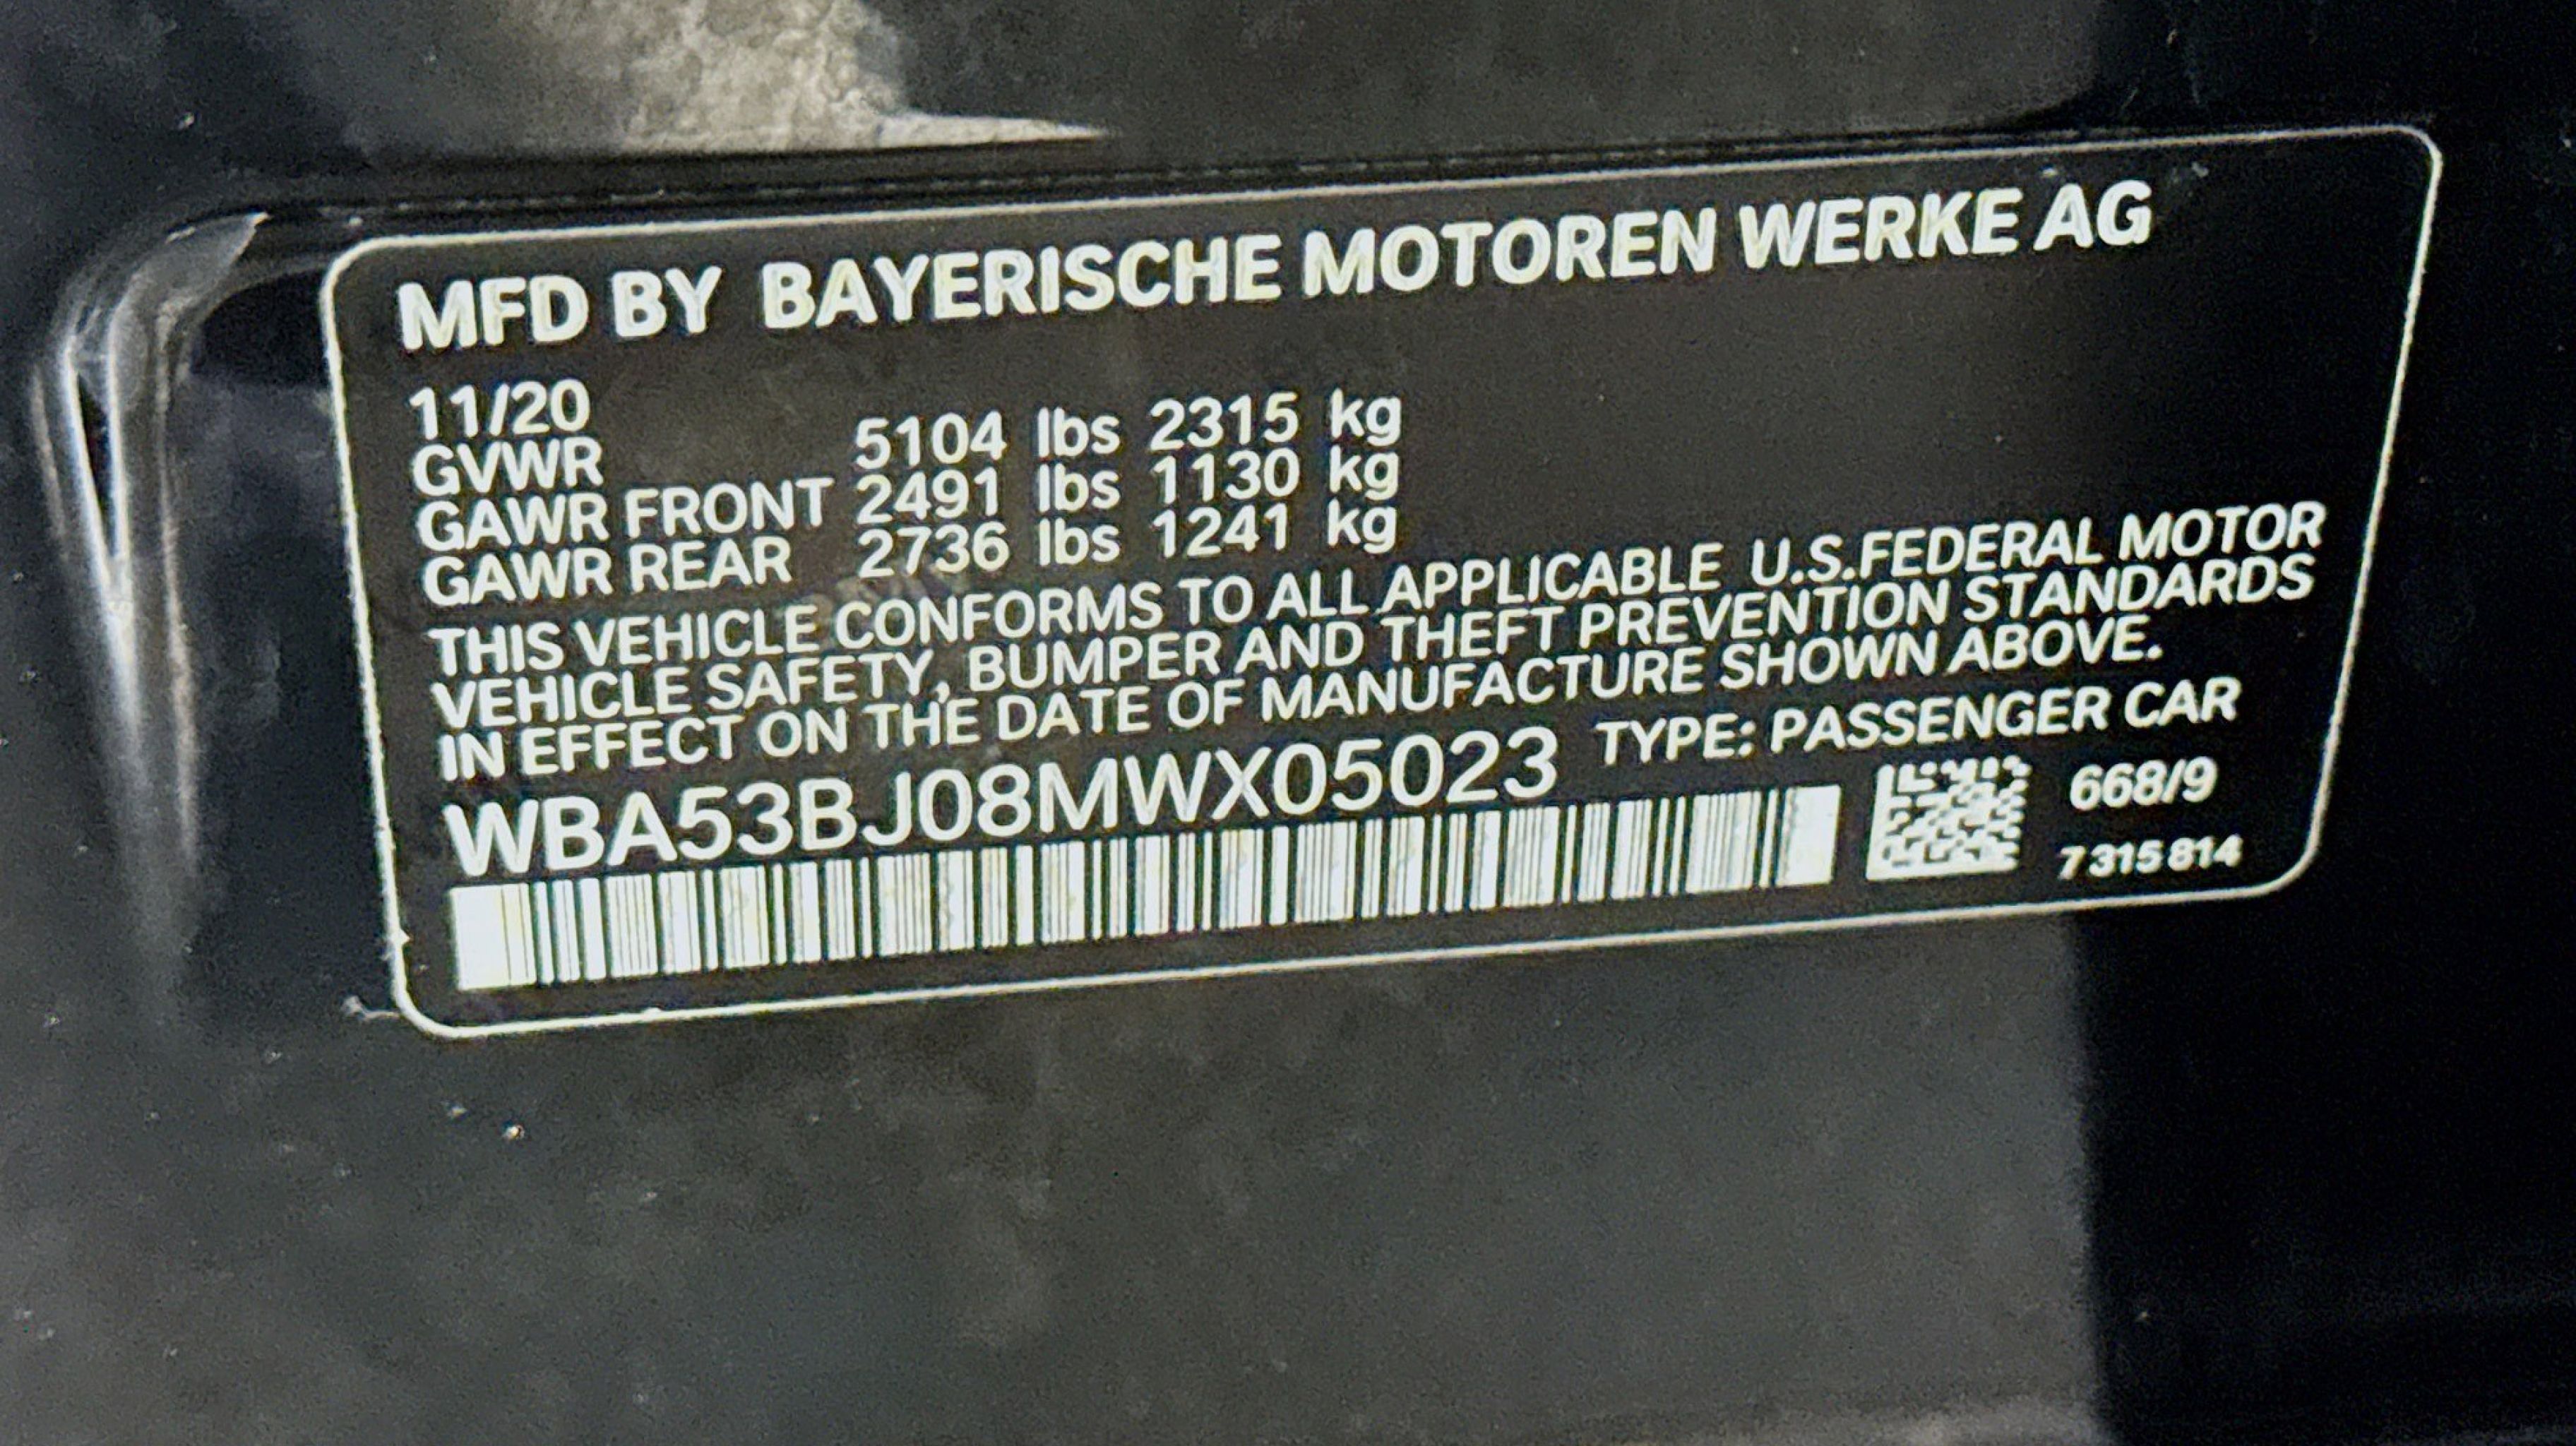 MFD BY BAYERISCHE MOTOREN WERKE AG
11/20
GVWR 5104 lbs 2315 kg
GAWR FRONT 2491 lbs 1130 kg
GAWR REAR 2736 lbs 1241 kg
THIS VEHICLE CONFORMS TO ALL APPLICABLE U.S.FEDERAL MOTOR
VEHICLE SAFETY, BUMPER AND THEFT PREVENTION STANDARDS
IN EFFECT ON THE DATE OF MANUFACTURE SHOWN ABOVE.
WBA53BJ08MWX05023 TYPE: PASSENGER CAR
668/9
7 315 814